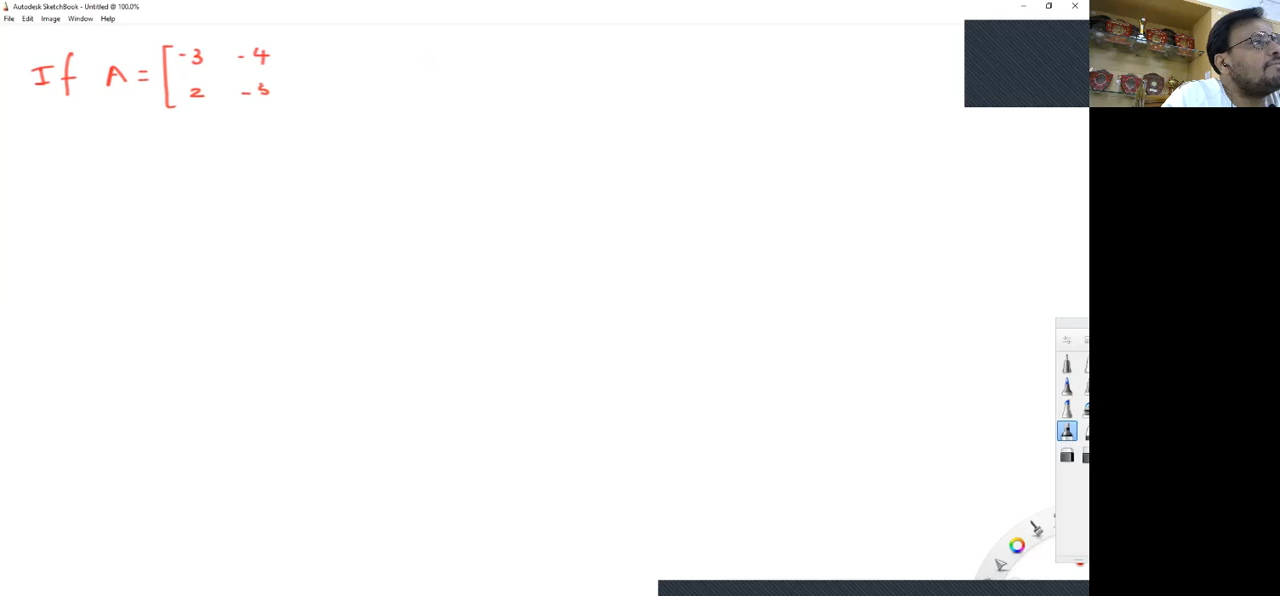 Autodesk SketchBook - Untitled @ 100.0%
File Edit Image Window Help
If A = [ -3 -4
2 -3